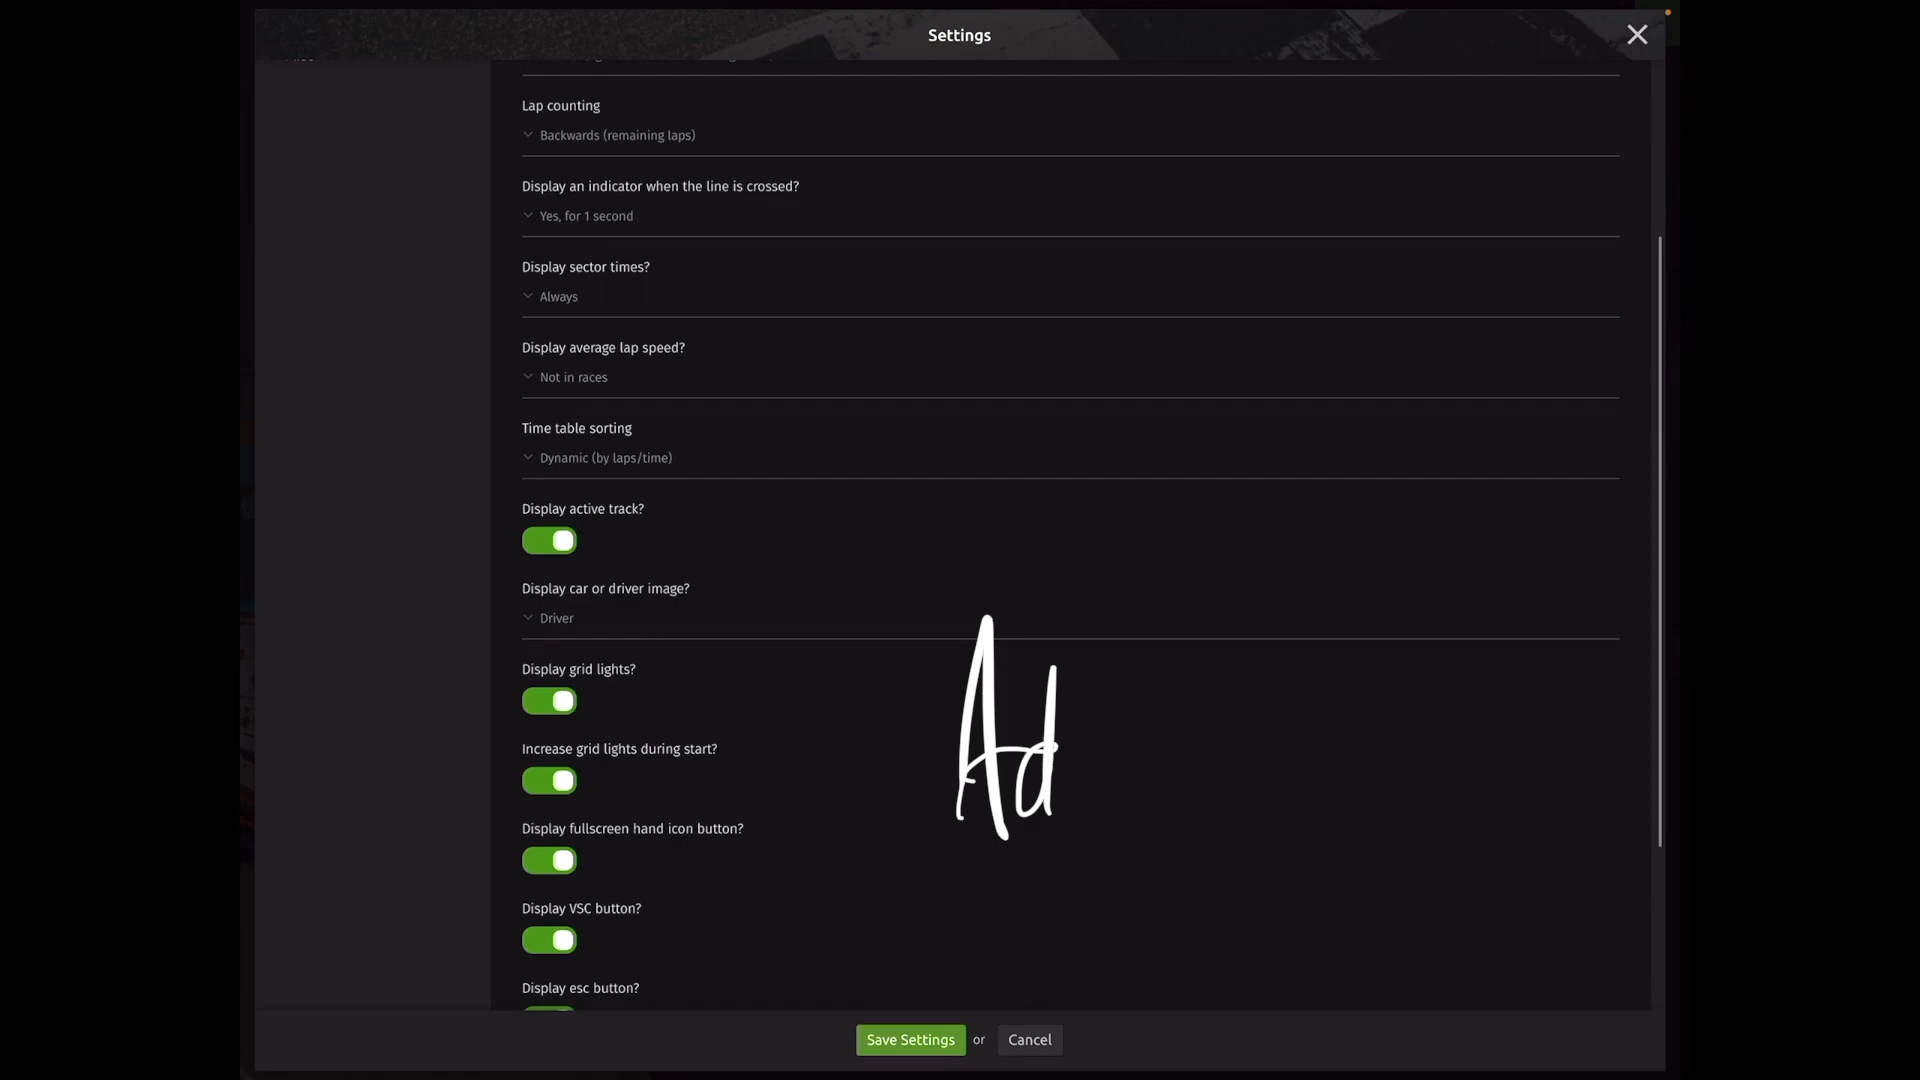 Settings
Lap counting
Backwards (remaining laps)
Display an indicator when the line is crossed?
Yes, for 1 second
Display sector times?
Always
Display average lap speed?
Not in races
Time table sorting
Dynamic (by laps/time)
Display active track?
Display car or driver image?
Driver
Display grid lights?
Increase grid lights during start?
Display fullscreen hand icon button?
Display VSC button?
Display esc button?
Ad
Save Settings or Cancel